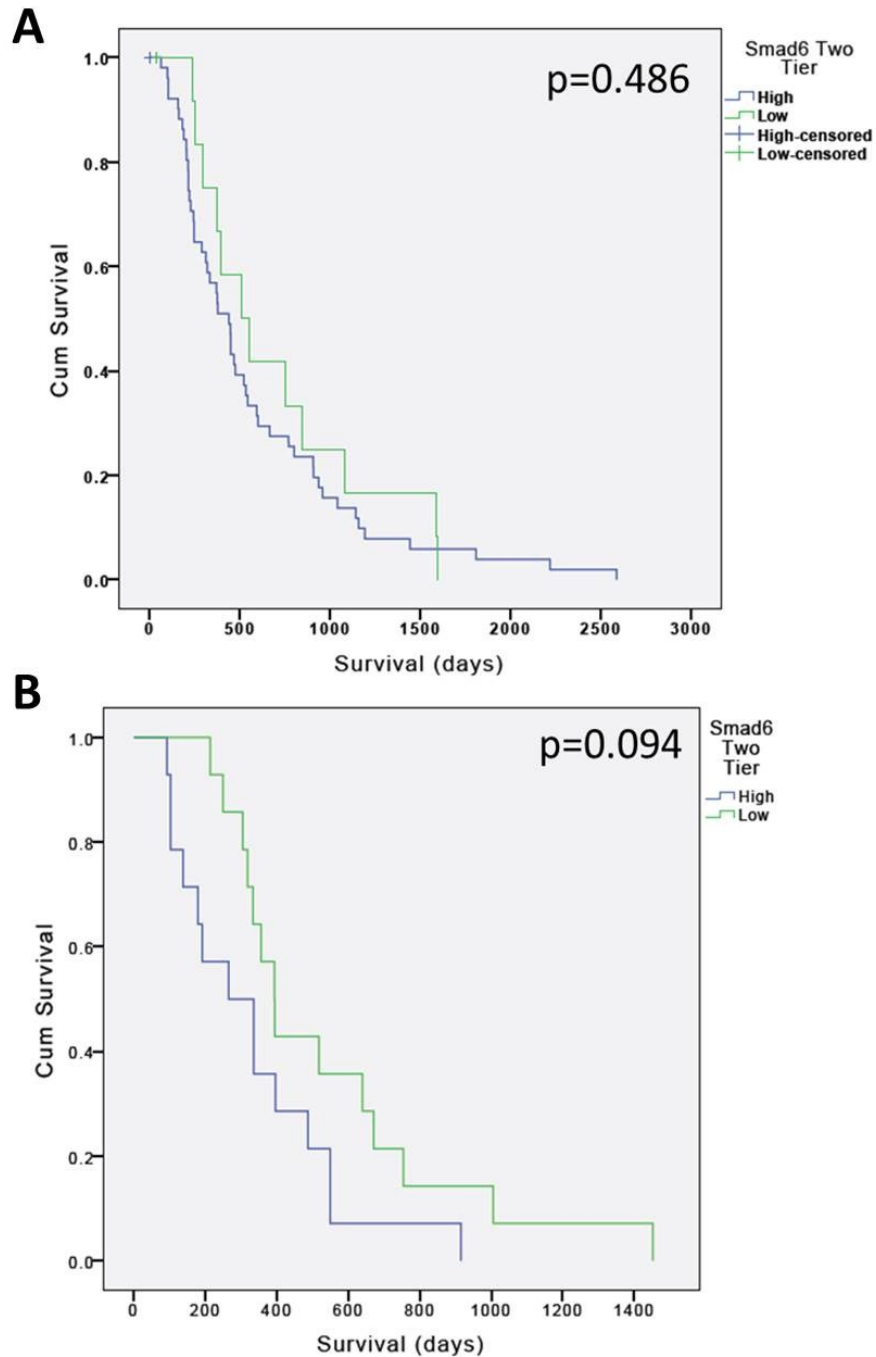 A
p=0.486
Smad6 Two
Tier
High
Low
High-censored
Low-censored
Cum Survival
1.0
0.8
0.6
0.4
0.2
0.0
0 500 1000 1500 2000 2500 3000
Survival (days)
B
p=0.094
Smad6
Two
Tier
High
Low
Cum Survival
1.0
0.8
0.6
0.4
0.2
0.0
0 200 400 600 800 1000 1200 1400
Survival (days)